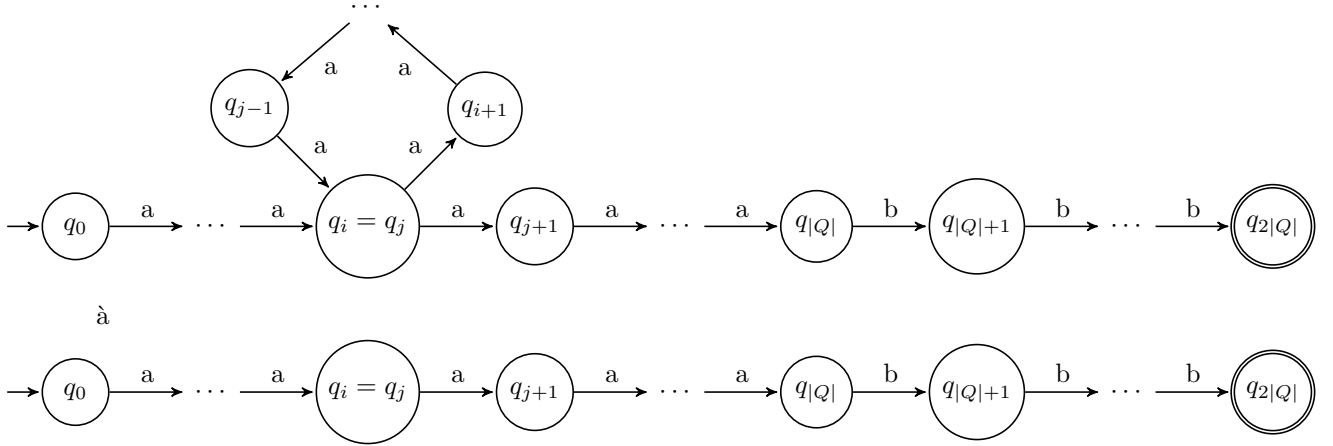 ⋯
a a
q_{j−1} q_{i+1}
a a
a a a a a b b b
q_0 ⋯ q_i = q_j q_{j+1} ⋯ q_{|Q|} q_{|Q|+1} ⋯ q_{2|Q|}
à
a a a a a b b b
q_0 ⋯ q_i = q_j q_{j+1} ⋯ q_{|Q|} q_{|Q|+1} ⋯ q_{2|Q|}